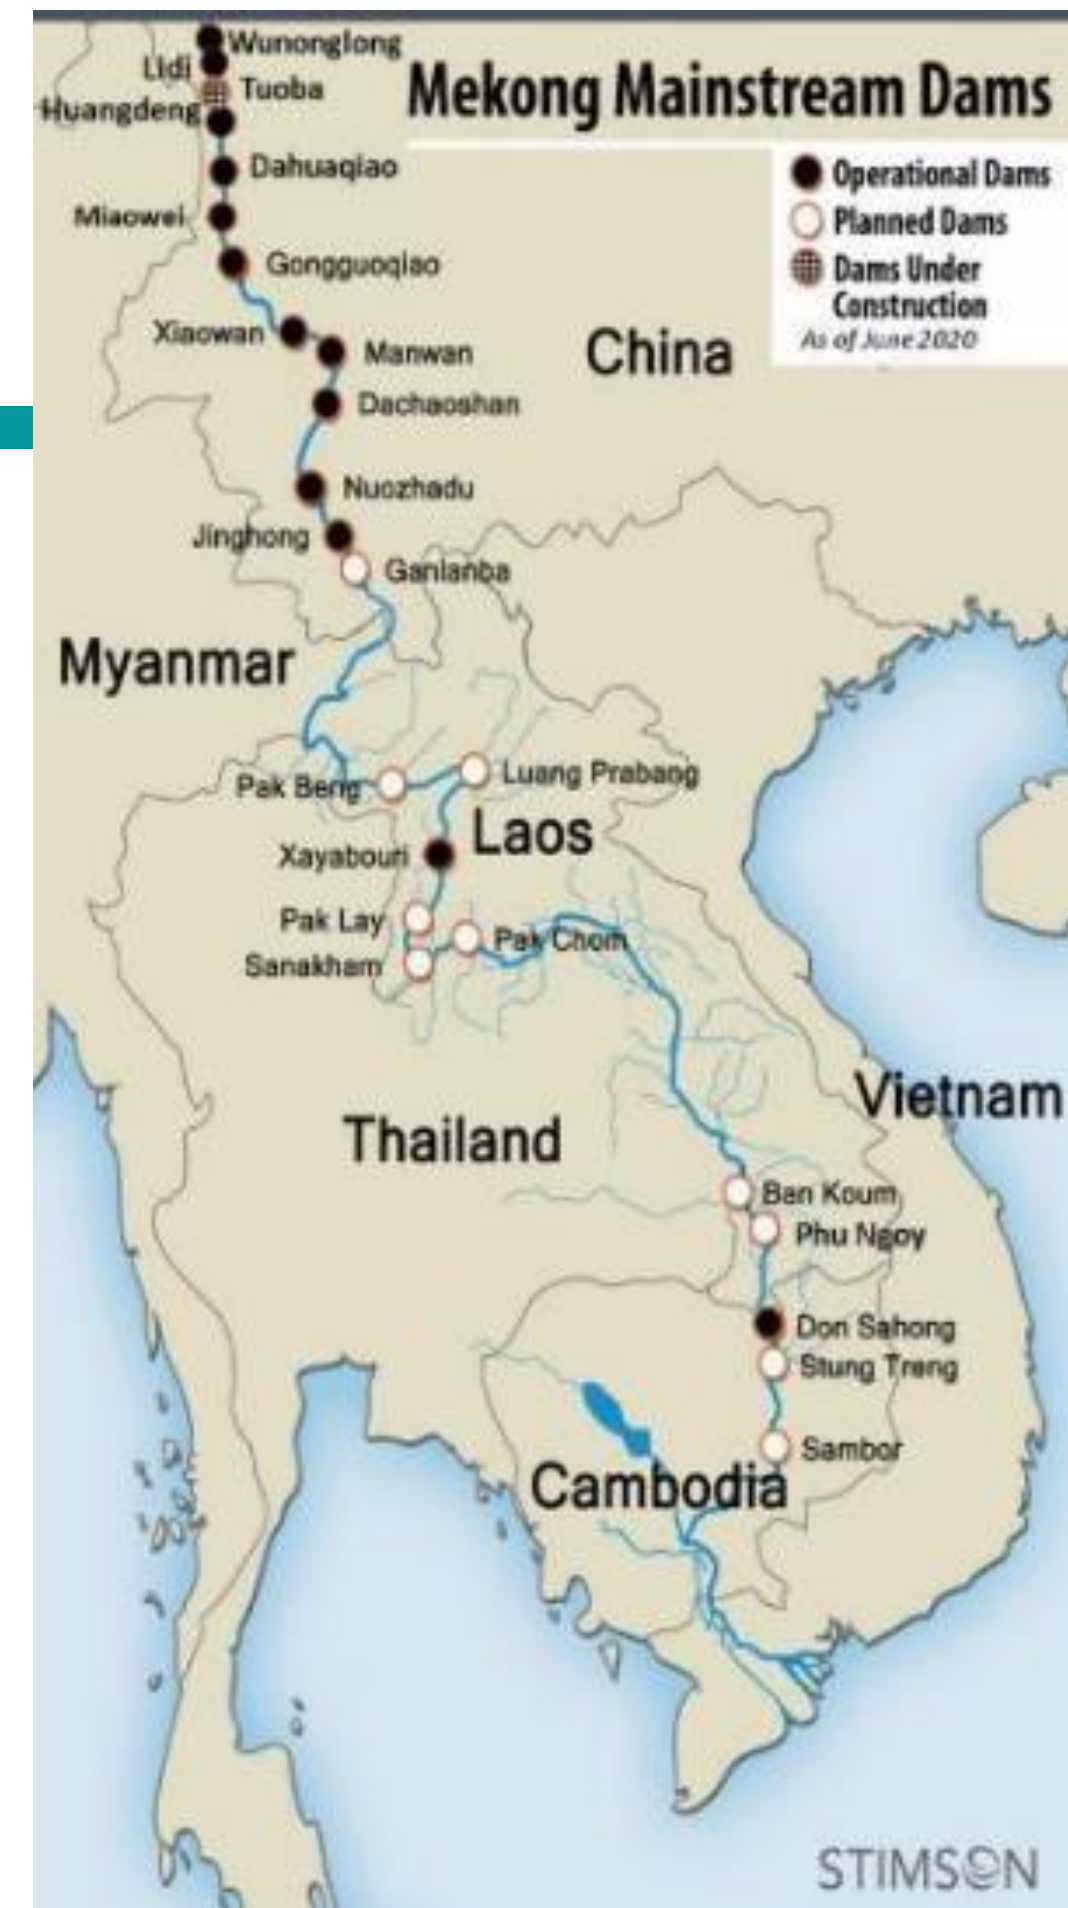 Wunonglong
Lidi
Tuoba
Huangdeng
Mekong Mainstream Dams
Operational Dams
Planned Dams
Dams Under
Construction
As of June 2020
Dahuaqiao
Miaowei
Gongguoqiao
Xiaowan
Manwan
China
Dachaoshan
Nuozhadu
Jinghong
Ganlanba
Myanmar
Pak Beng
Luang Prabang
Laos
Xayabouri
Pak Lay
Pak Chom
Sanakham
Vietnam
Thailand
Ban Koum
Phu Ngoy
Don Sahong
Stung Treng
Sambor
Cambodia
STIMSON